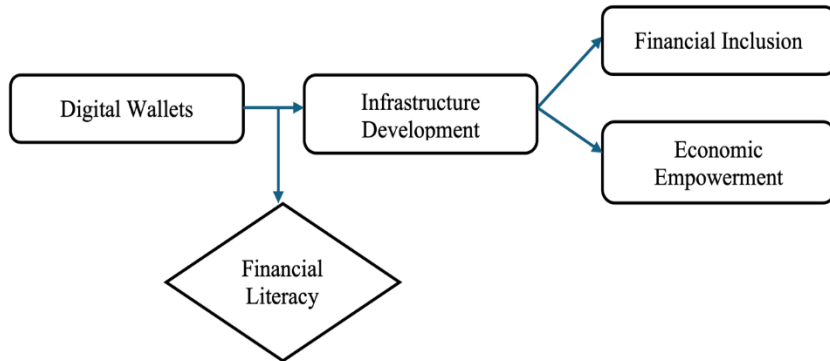 Financial Inclusion
Digital Wallets
Infrastructure
Development
Economic
Empowerment
Financial
Literacy